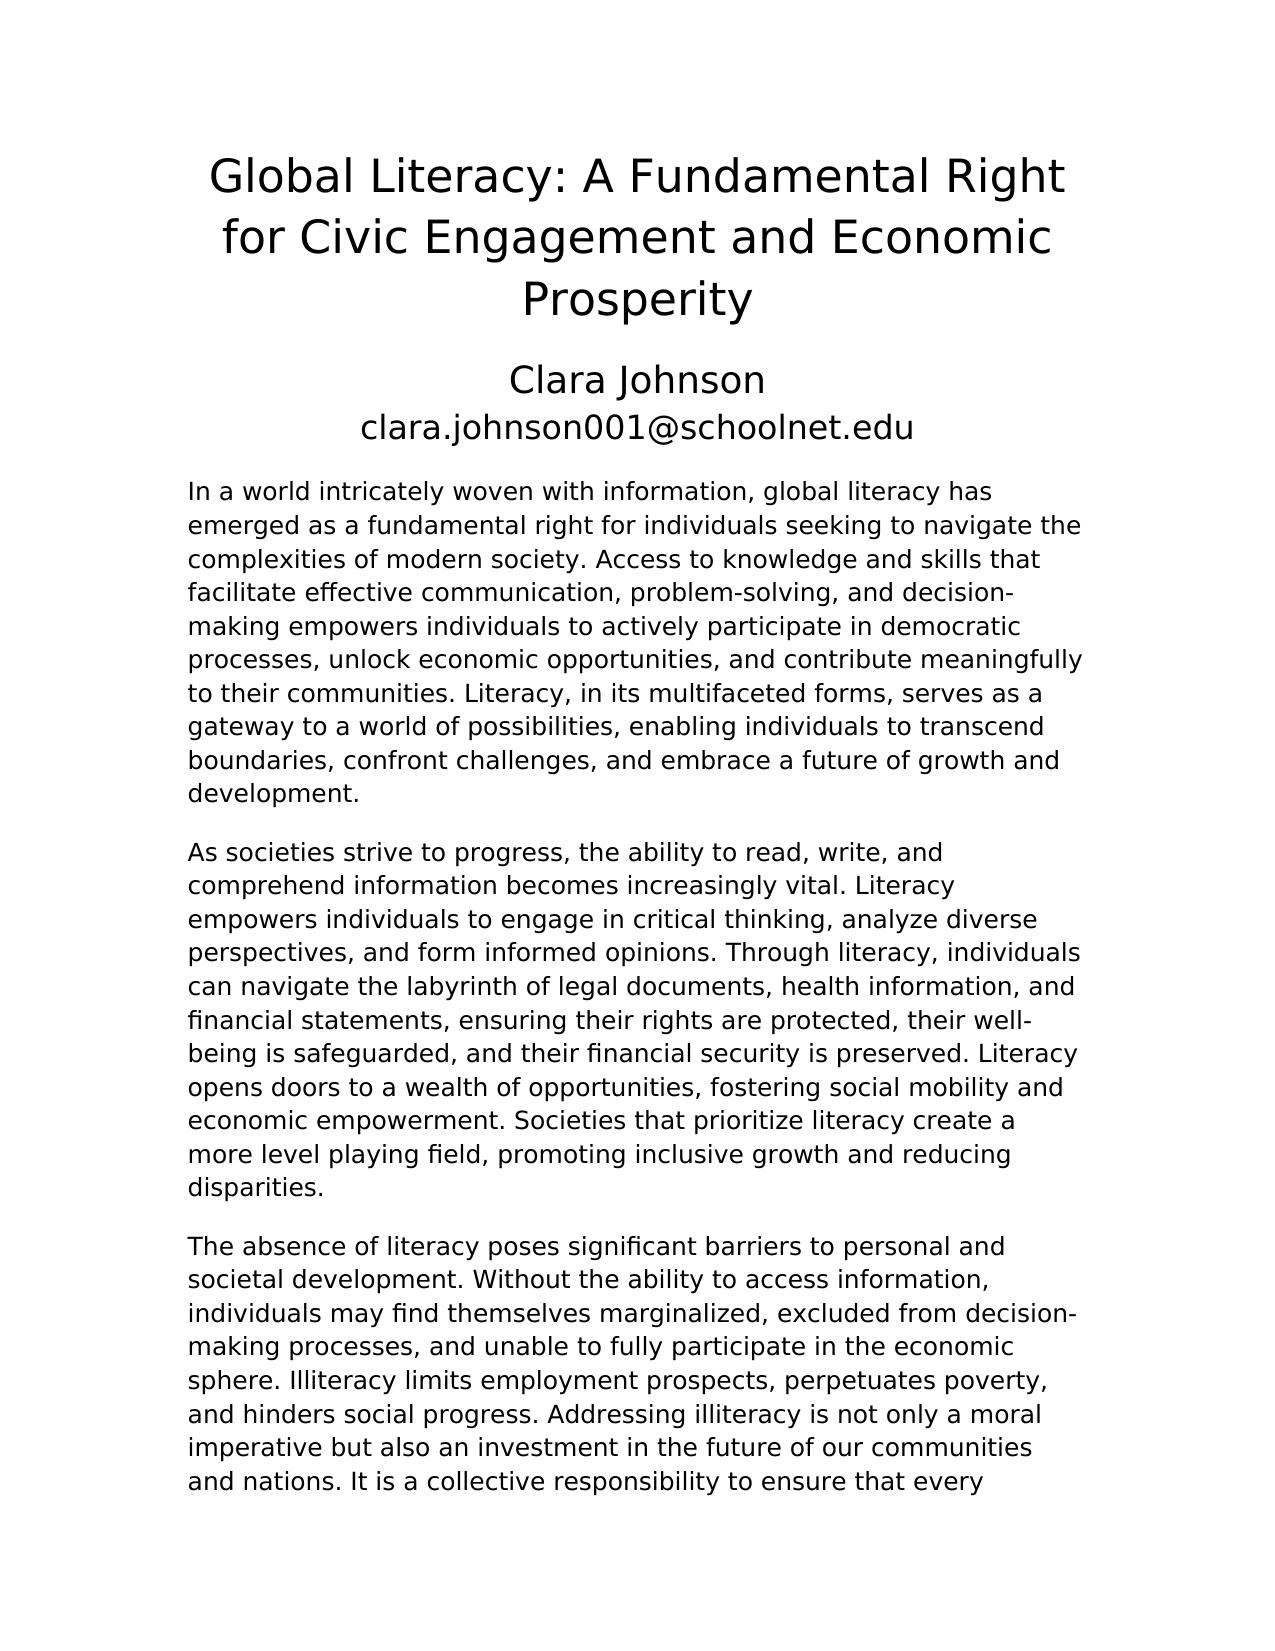 Global Literacy: A Fundamental Right
for Civic Engagement and Economic
Prosperity
Clara Johnson
clara.johnson001@schoolnet.edu
In a world intricately woven with information, global literacy has
emerged as a fundamental right for individuals seeking to navigate the
complexities of modern society. Access to knowledge and skills that
facilitate effective communication, problem-solving, and decision-
making empowers individuals to actively participate in democratic
processes, unlock economic opportunities, and contribute meaningfully
to their communities. Literacy, in its multifaceted forms, serves as a
gateway to a world of possibilities, enabling individuals to transcend
boundaries, confront challenges, and embrace a future of growth and
development.
As societies strive to progress, the ability to read, write, and
comprehend information becomes increasingly vital. Literacy
empowers individuals to engage in critical thinking, analyze diverse
perspectives, and form informed opinions. Through literacy, individuals
can navigate the labyrinth of legal documents, health information, and
financial statements, ensuring their rights are protected, their well-
being is safeguarded, and their financial security is preserved. Literacy
opens doors to a wealth of opportunities, fostering social mobility and
economic empowerment. Societies that prioritize literacy create a
more level playing field, promoting inclusive growth and reducing
disparities.
The absence of literacy poses significant barriers to personal and
societal development. Without the ability to access information,
individuals may find themselves marginalized, excluded from decision-
making processes, and unable to fully participate in the economic
sphere. Illiteracy limits employment prospects, perpetuates poverty,
and hinders social progress. Addressing illiteracy is not only a moral
imperative but also an investment in the future of our communities
and nations. It is a collective responsibility to ensure that every